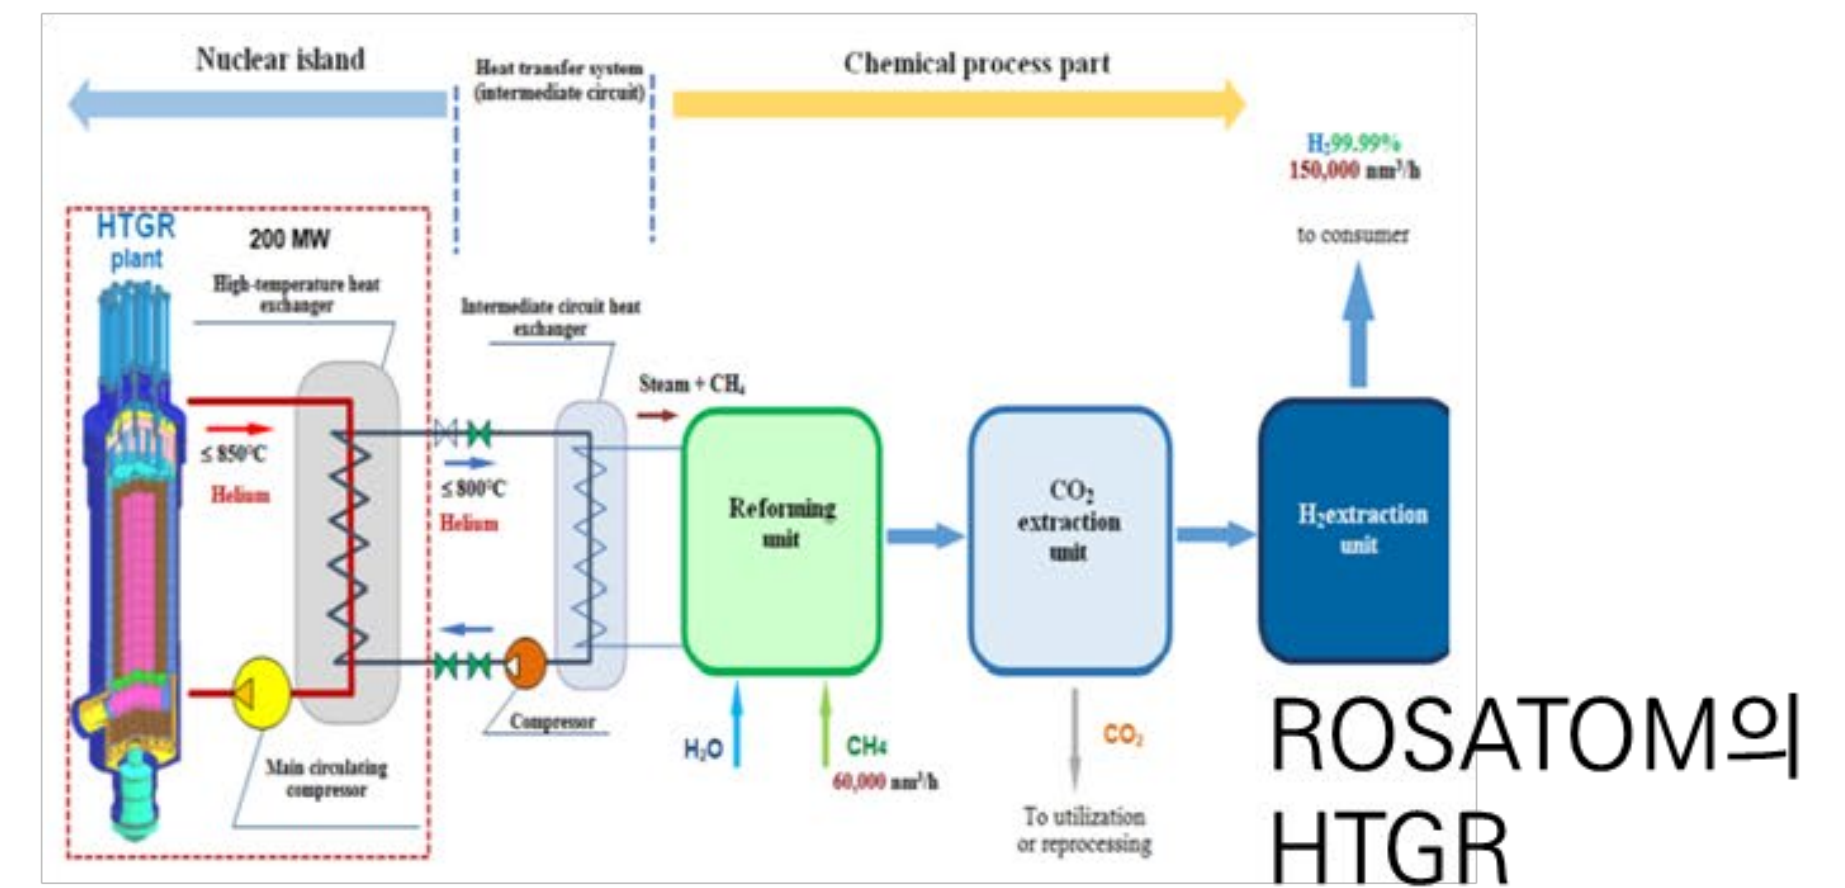 Nuclear island
Heat transfer system
(intermediate circuit)
Chemical process part
H₂99.99%
150,000 nm³/h
to consumer
HTGR
plant
200 MW
High-temperature heat
exchanger
Intermediate circuit heat
exchanger
Steam + CH₄
≤ 850°C
Helium
≤ 800°C
Helium
Reforming
unit
CO₂
extraction
unit
H₂extraction
unit
Compressor
Main circulating
compressor
H₂O
CH₄
60,000 nm³/h
CO₂
To utilization
or reprocessing
ROSATOM의
HTGR